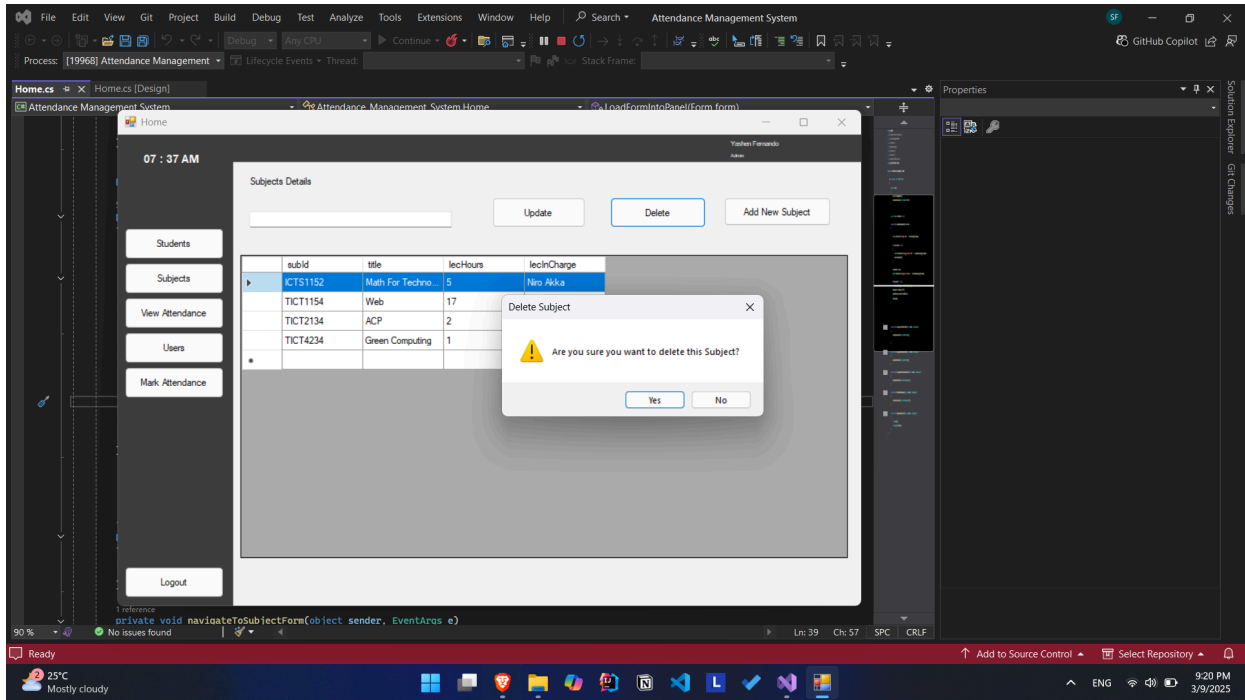 File Edit View Git Project Build Debug Test Analyze Tools Extensions Window Help Search Attendance Management System SF
Debug Any CPU Continue GitHub Copilot
Process: [19968] Attendance Management Lifecycle Events Thread: Stack Frame:
Home.cs Home.cs [Design] Properties
Attendance Management System Attendance_Management_System.Home LoadFormIntoPanel(Form form)
Solution Explorer
Git Changes
Home
Yashen Fernando
Admin
07 : 37 AM
Subjects Details
Update Delete Add New Subject
Students
Subjects
View Attendance
Users
Mark Attendance
Logout
subId title lecHours lecInCharge
ICTS1152 Math For Techno... 5 Niro Akka
TICT1154 Web 17
TICT2134 ACP 2
TICT4234 Green Computing 1
Delete Subject
Are you sure you want to delete this Subject?
Yes No
1 reference
private void navigateToSubjectForm(object sender, EventArgs e)
90 % No issues found Ln: 39 Ch: 57 SPC CRLF
Ready Add to Source Control Select Repository
2 25°C
Mostly cloudy
ENG 9:20 PM
3/9/2025